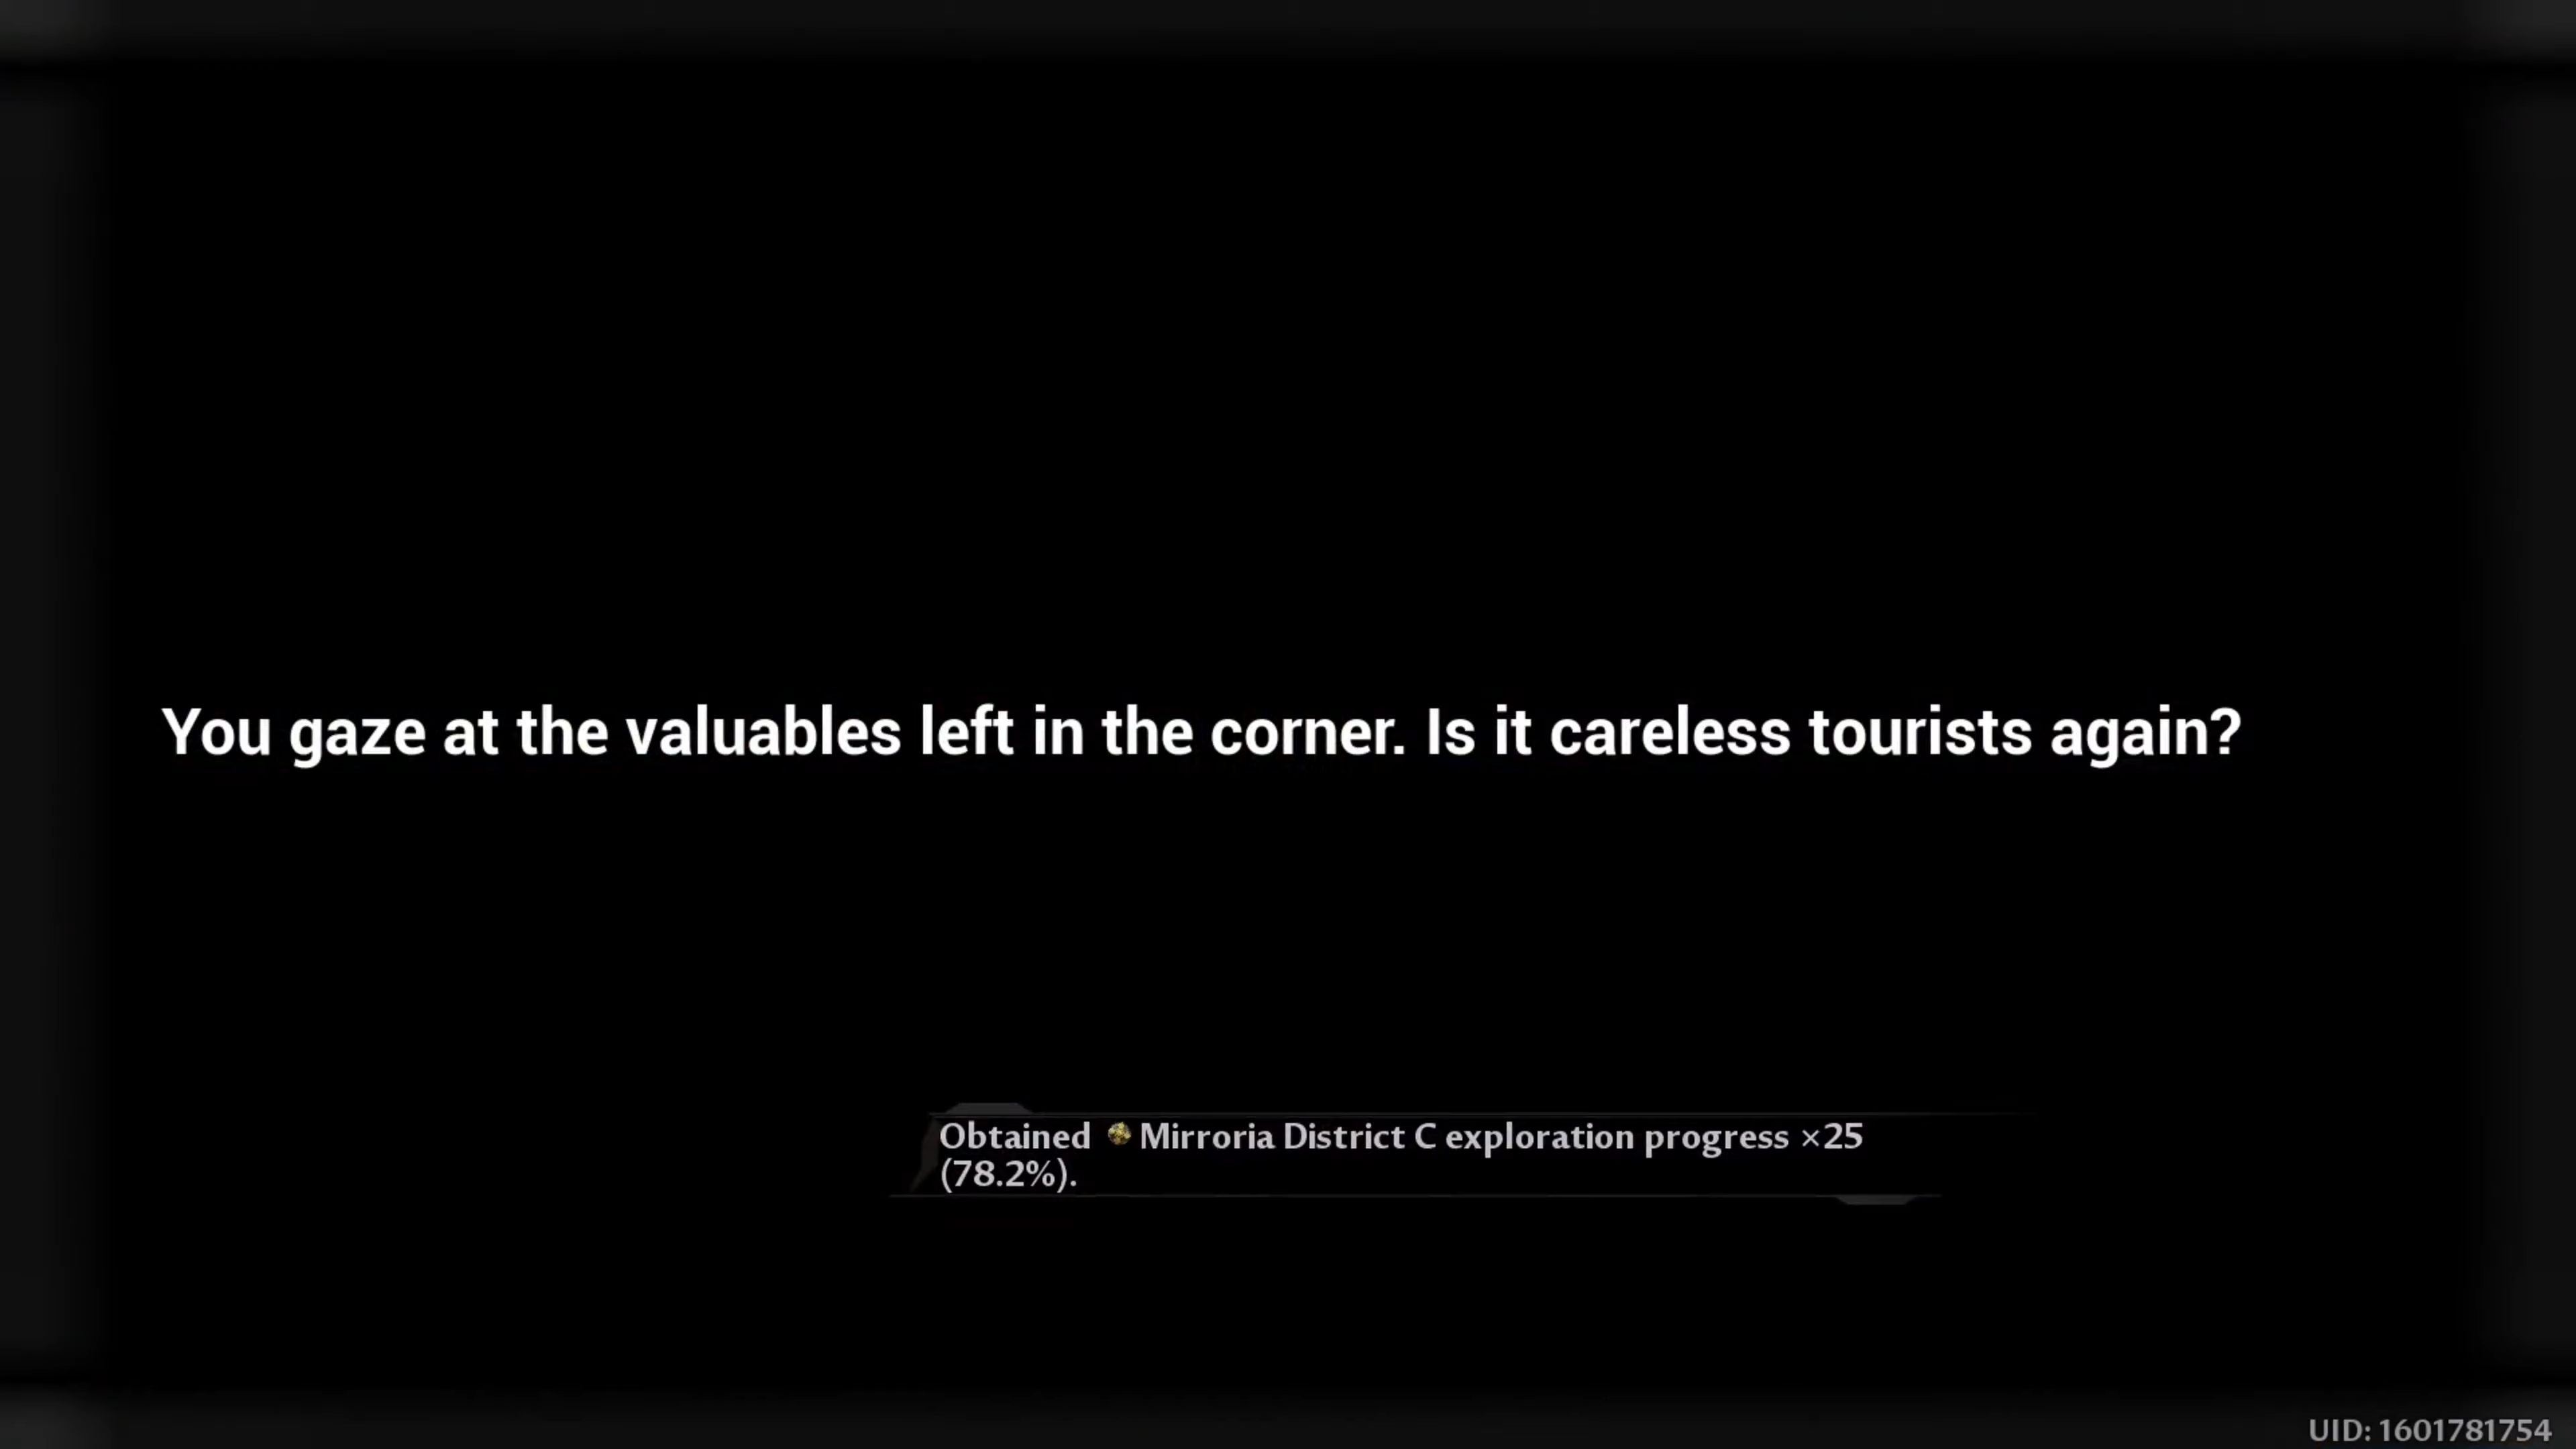 You gaze at the valuables left in the corner. Is it careless tourists again?
Obtained Mirroria District C exploration progress ×25
(78.2%).
UID: 1601781754